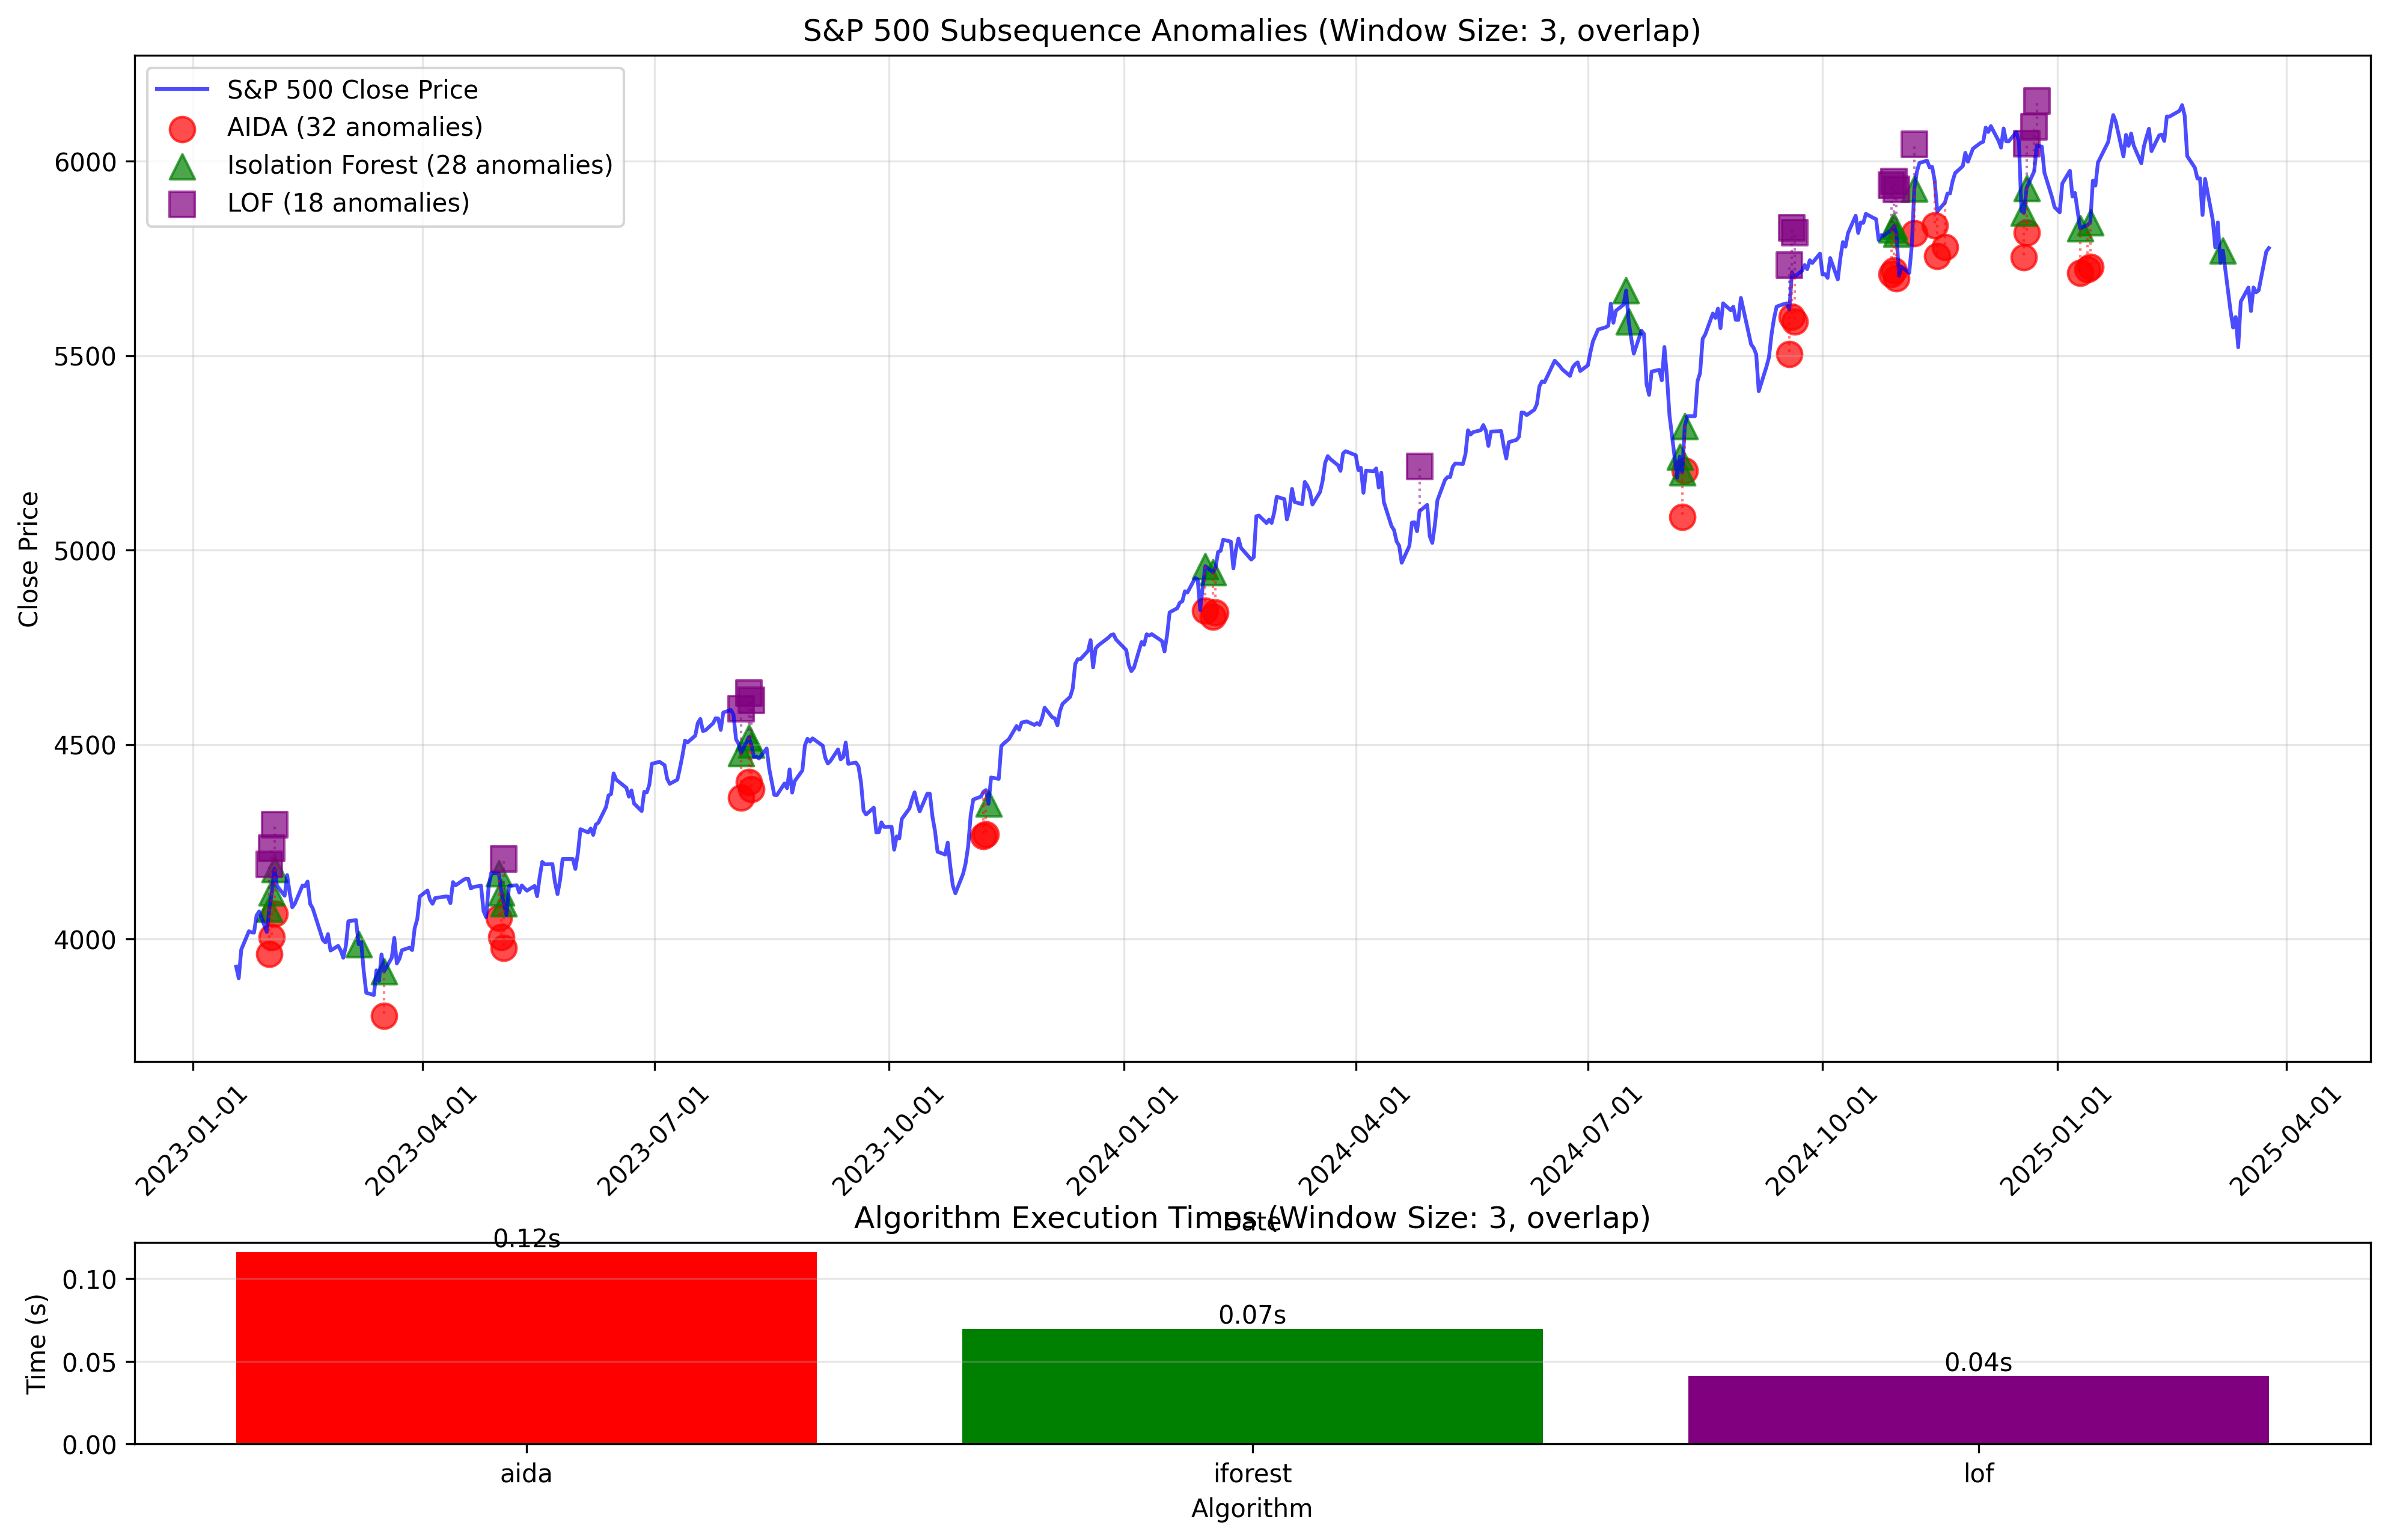 S&P 500 Subsequence Anomalies (Window Size: 3, overlap)
S&P 500 Close Price
AIDA (32 anomalies)
Isolation Forest (28 anomalies)
LOF (18 anomalies)
Close Price
6000
5500
5000
4500
4000
2023-01-01
2023-04-01
2023-07-01
2023-10-01
2024-01-01
2024-04-01
2024-07-01
2024-10-01
2025-01-01
2025-04-01
Date
Algorithm Execution Times (Window Size: 3, overlap)
Time (s)
0.10
0.05
0.00
0.12s
0.07s
0.04s
aida
iforest
lof
Algorithm